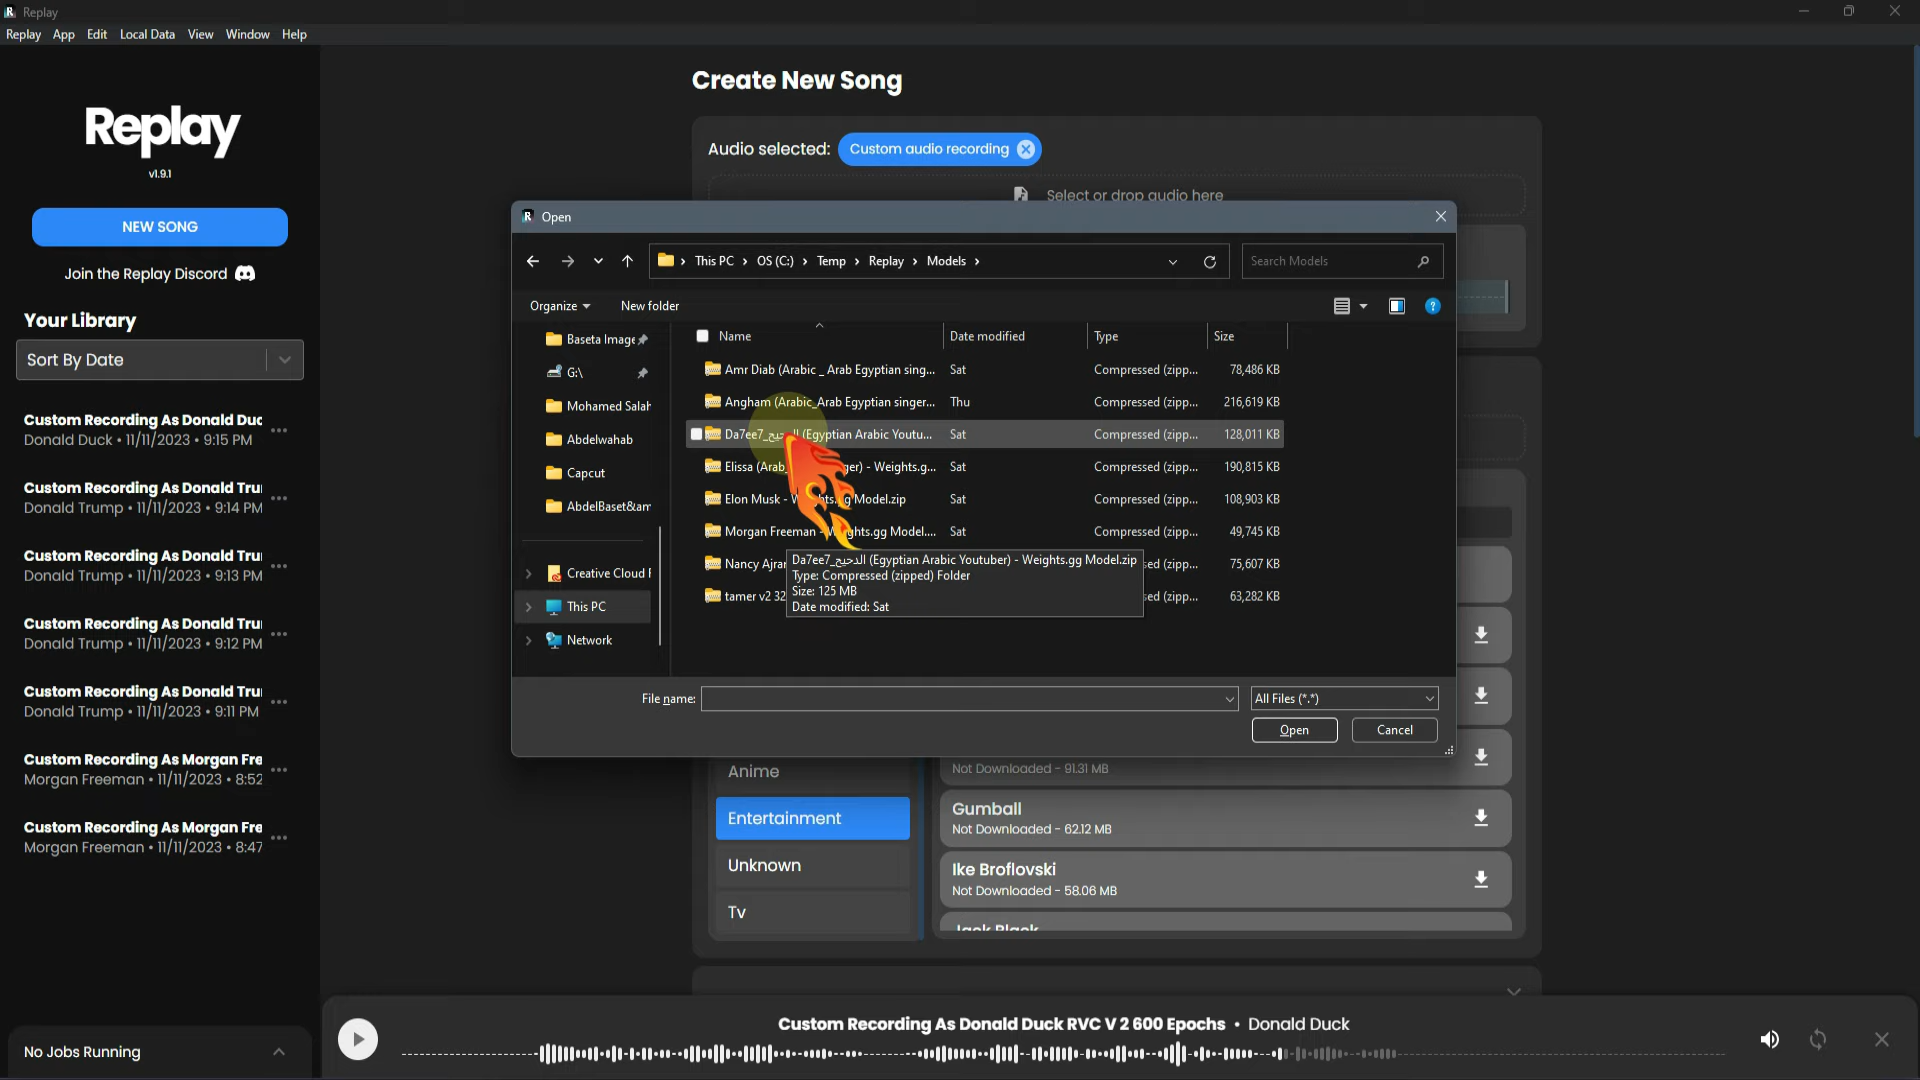 Replay
Replay App Edit Local Data View Window Help
Replay
v1.9.1
NEW SONG
Join the Replay Discord
Your Library
Sort By Date
Custom Recording As Donald Duc
Donald Duck • 11/11/2023 • 9:15 PM
Custom Recording As Donald Tru
Donald Trump • 11/11/2023 • 9:14 PM
Custom Recording As Donald Tru
Donald Trump • 11/11/2023 • 9:13 PM
Custom Recording As Donald Tru
Donald Trump • 11/11/2023 • 9:12 PM
Custom Recording As Donald Tru
Donald Trump • 11/11/2023 • 9:11 PM
Custom Recording As Morgan Fre
Morgan Freeman • 11/11/2023 • 8:52
Custom Recording As Morgan Fre
Morgan Freeman • 11/11/2023 • 8:47
No Jobs Running
Create New Song
Audio selected: Custom audio recording
Select or drop audio here
Open
This PC › OS (C:) › Temp › Replay › Models ›
Search Models
Organize New folder
Baseta Image
G:\
Mohamed Salah
Abdelwahab
Capcut
AbdelBaset&am
Creative Cloud F
This PC
Network
Name Date modified Type Size
Amr Diab (Arabic _ Arab Egyptian sing... Sat Compressed (zipp... 78,486 KB
Angham (Arabic_Arab Egyptian singer... Thu Compressed (zipp... 216,619 KB
Da7ee7_الدحيح (Egyptian Arabic Youtu... Sat Compressed (zipp... 128,011 KB
Elissa (Arab er) - Weights.g... Sat Compressed (zipp... 190,815 KB
Elon Musk - Model.zip Sat Compressed (zipp... 108,903 KB
Morgan Freeman - ghts.gg Model.... Sat Compressed (zipp... 49,745 KB
Nancy Ajra sed (zipp... 75,607 KB
tamer v2 32 sed (zipp... 63,282 KB
Da7ee7_الدحيح (Egyptian Arabic Youtuber) - Weights.gg Model.zip
Type: Compressed (zipped) Folder
Size: 125 MB
Date modified: Sat
File name: All Files (*.*)
Open Cancel
Anime
Entertainment
Unknown
Tv
Not Downloaded - 91.31 MB
Gumball
Not Downloaded - 62.12 MB
Ike Broflovski
Not Downloaded - 58.06 MB
Jack Black
Custom Recording As Donald Duck RVC V 2 600 Epochs • Donald Duck